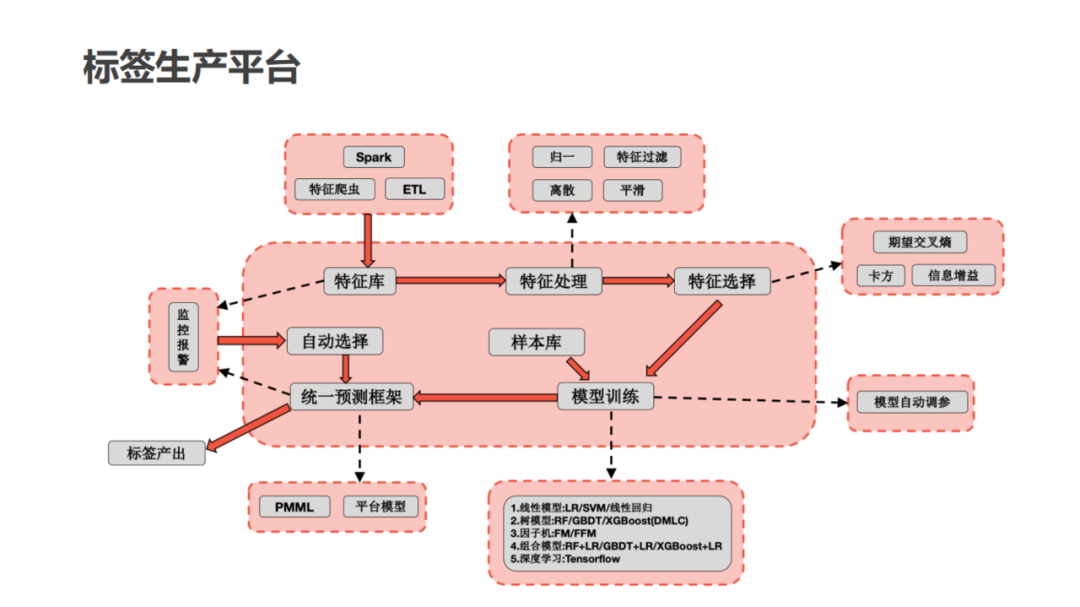 标签生产平台
Spark
特征爬虫
ETL
归一
特征过滤
离散
平滑
期望交叉熵
卡方
信息增益
特征库
特征处理
特征选择
监控报警
自动选择
样本库
统一预测框架
模型训练
模型自动调参
标签产出
PMML
平台模型
1.线性模型:LR/SVM/线性回归
2.树模型:RF/GBDT/XGBoost(DMLC)
3.因子机:FM/FFM
4.组合模型:RF+LR/GBDT+LR/XGBoost+LR
5.深度学习:Tensorflow